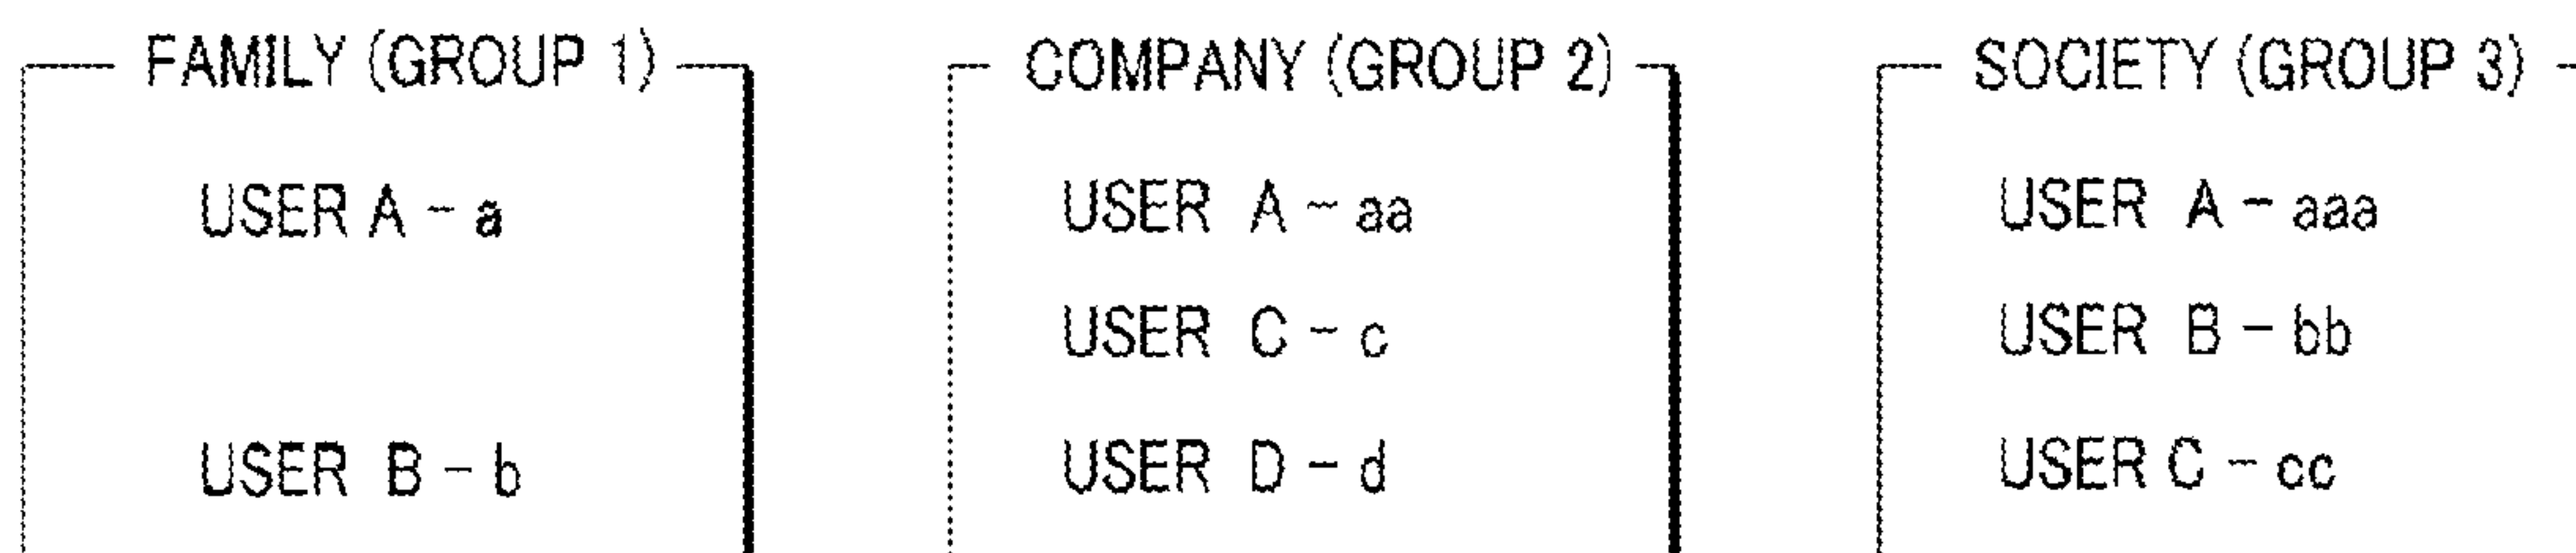 FAMILY (GROUP 1)
USER A - a
USER B - b
COMPANY (GROUP 2)
USER A - aa
USER C - c
USER D - d
SOCIETY (GROUP 3)
USER A - aaa
USER B - bb
USER C - cc